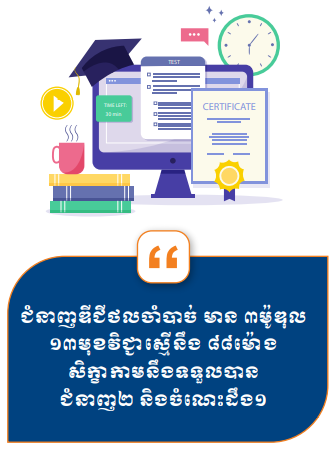 TEST
TIME LEFT:
20 min
CERTIFICATE
ជំនាញឌីជីថលចាំបាច់ មាន ៣ម៉ូឌុល
១៣មុខវិជ្ជាស្មើនឹង ៨៨ម៉ោង
សិក្ខាកាមនឹងទទួលបាន
ជំនាញ២ និងចំណេះដឹង១